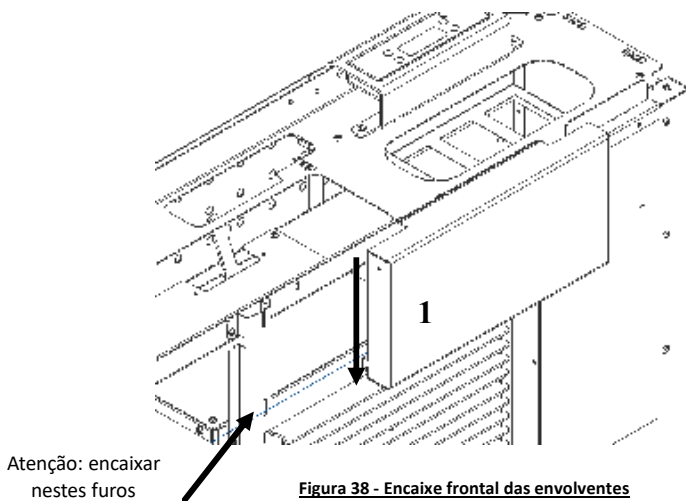 1
Atenção: encaixar
nestes furos
Figura 38 - Encaixe frontal das envolventes